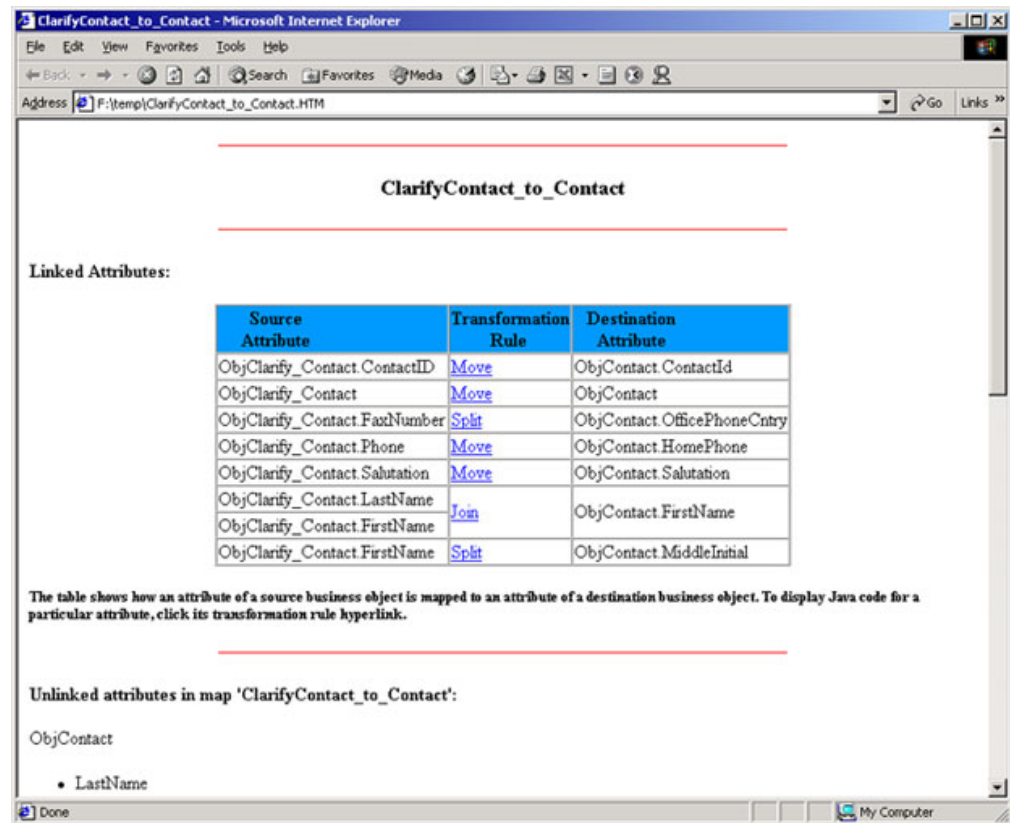 ClarifyContact_to_Contact - Microsoft Internet Explorer
File Edit View Favorites Tools Help
Back Search Favorites Media
Address F:\temp\ClarifyContact_to_Contact.HTM Go Links »
ClarifyContact_to_Contact
Linked Attributes:
Source Attribute Transformation Rule Destination Attribute
ObjClarify_Contact.ContactID Move ObjContact.ContactId
ObjClarify_Contact Move ObjContact
ObjClarify_Contact.FaxNumber Split ObjContact.OfficePhoneCntry
ObjClarify_Contact.Phone Move ObjContact.HomePhone
ObjClarify_Contact.Salutation Move ObjContact.Salutation
ObjClarify_Contact.LastName
Join ObjContact.FirstName
ObjClarify_Contact.FirstName
ObjClarify_Contact.FirstName Split ObjContact.MiddleInitial
The table shows how an attribute of a source business object is mapped to an attribute of a destination business object. To display Java code for a
particular attribute, click its transformation rule hyperlink.
Unlinked attributes in map 'ClarifyContact_to_Contact':
ObjContact
• LastName
Done My Computer